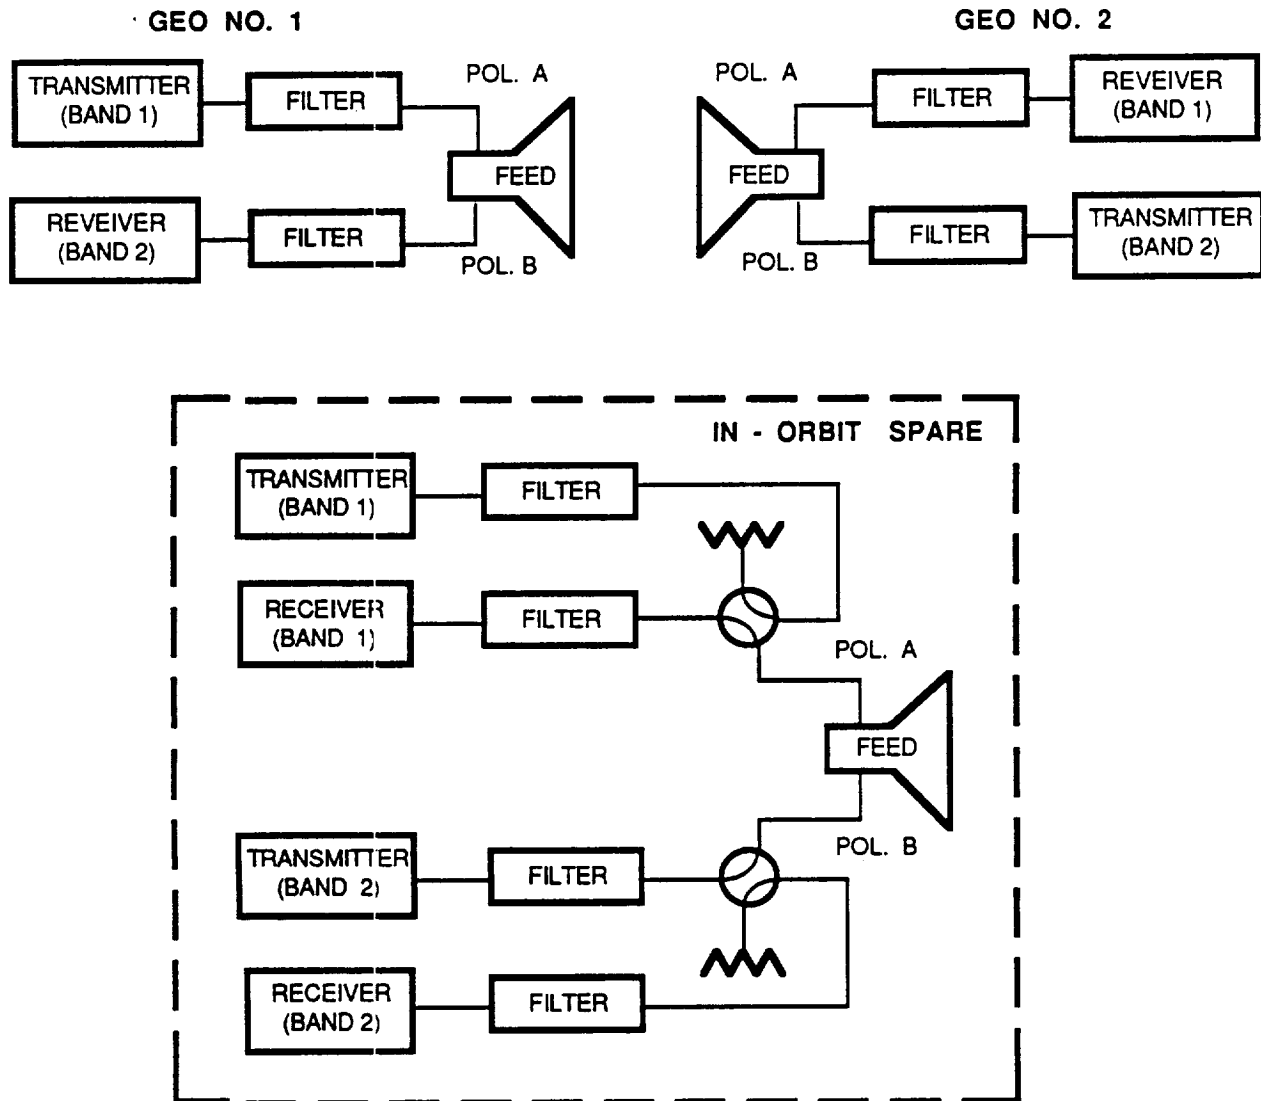 GEO NO. 1
GEO NO. 2
TRANSMITTER
(BAND 1)
FILTER
POL. A
FEED
REVEIVER
(BAND 2)
FILTER
POL. B
POL. A
FILTER
REVEIVER
(BAND 1)
FEED
POL. B
FILTER
TRANSMITTER
(BAND 2)
IN - ORBIT SPARE
TRANSMITTER
(BAND 1)
FILTER
RECEIVER
(BAND 1)
FILTER
POL. A
FEED
POL. B
TRANSMITTER
(BAND 2)
FILTER
RECEIVER
(BAND 2)
FILTER